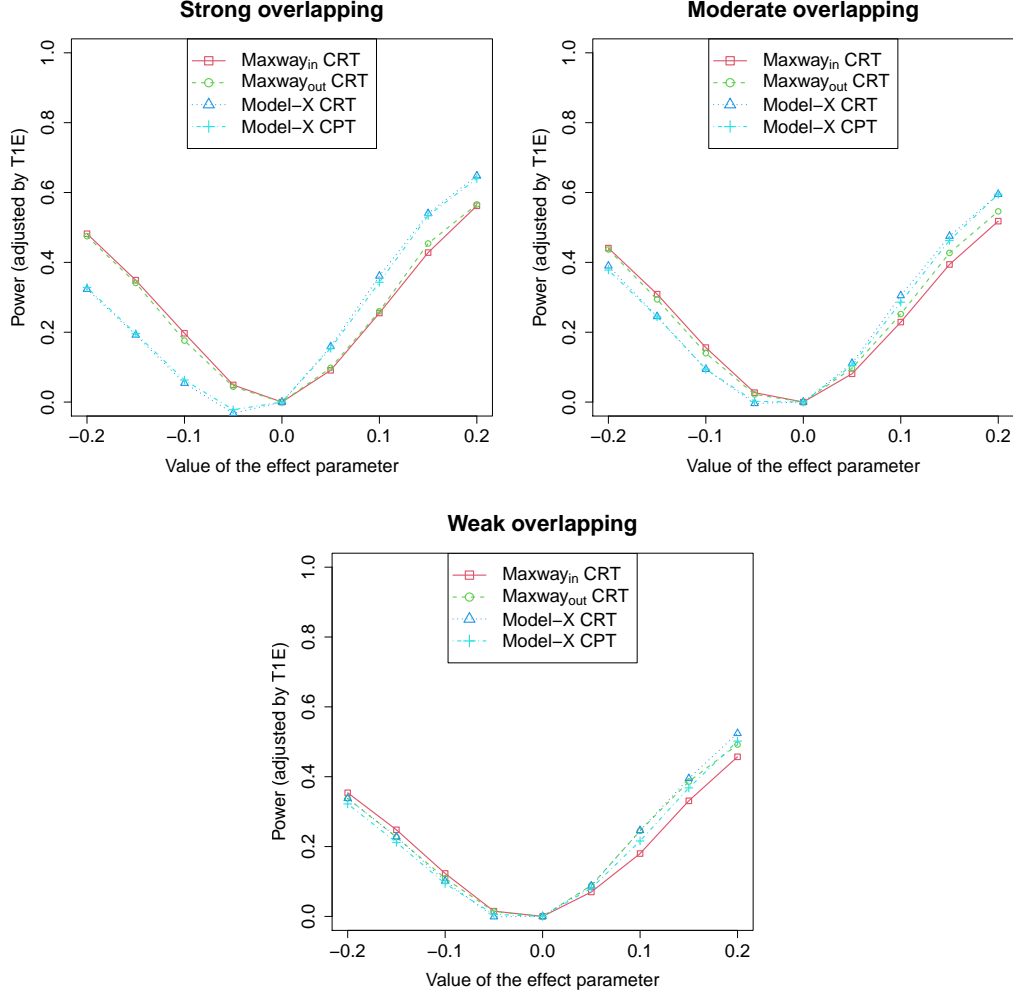 Strong overlapping
Power (adjusted by T1E)
1.0
0.8
0.6
0.4
0.2
0.0
Maxway_in CRT
Maxway_out CRT
Model−X CRT
Model−X CPT
−0.2 −0.1 0.0 0.1 0.2
Value of the effect parameter
Moderate overlapping
Power (adjusted by T1E)
1.0
0.8
0.6
0.4
0.2
0.0
Maxway_in CRT
Maxway_out CRT
Model−X CRT
Model−X CPT
−0.2 −0.1 0.0 0.1 0.2
Value of the effect parameter
Weak overlapping
Power (adjusted by T1E)
1.0
0.8
0.6
0.4
0.2
0.0
Maxway_in CRT
Maxway_out CRT
Model−X CRT
Model−X CPT
−0.2 −0.1 0.0 0.1 0.2
Value of the effect parameter